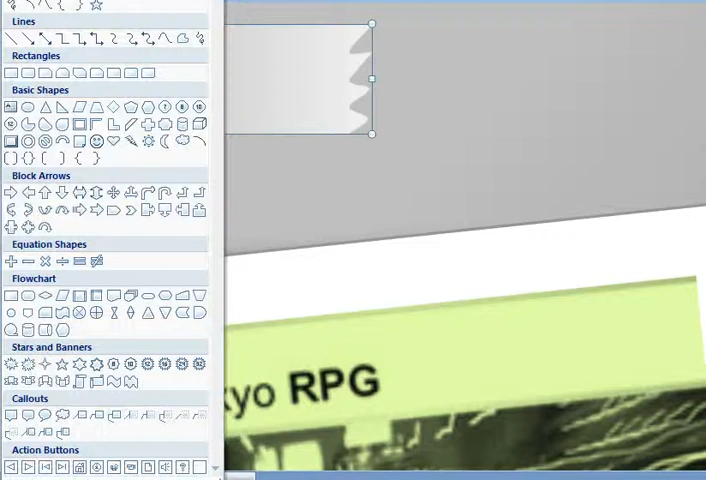 Lines
Rectangles
Basic Shapes
Block Arrows
Equation Shapes
Flowchart
Stars and Banners
Callouts
Action Buttons
kyo RPG